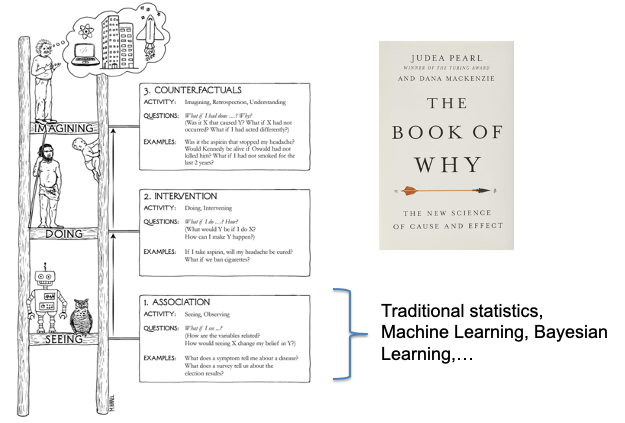 3. COUNTERFACTUALS
ACTIVITY: Imagining, Retrospection, Understanding
QUESTIONS: What if I had done ...? Why?
(Was it X that caused Y? What if X had not
occurred? What if I had acted differently?)
EXAMPLES: Was it the aspirin that stopped my headache?
Would Kennedy be alive if Oswald had not
killed him? What if I had not smoked for the
last 2 years?
IMAGINING
2. INTERVENTION
ACTIVITY: Doing, Intervening
QUESTIONS: What if I do ...? How?
(What would Y be if I do X?
How can I make Y happen?)
EXAMPLES: If I take aspirin, will my headache be cured?
What if we ban cigarettes?
DOING
1. ASSOCIATION
ACTIVITY: Seeing, Observing
QUESTIONS: What if I see ...?
(How are the variables related?
How would seeing X change my belief in Y?)
EXAMPLES: What does a symptom tell me about a disease?
What does a survey tell us about the
election results?
SEEING
JUDEA PEARL
WINNER OF THE TURING AWARD
AND DANA MACKENZIE
THE
BOOK OF
WHY
THE NEW SCIENCE
OF CAUSE AND EFFECT
Traditional statistics,
Machine Learning, Bayesian
Learning,…